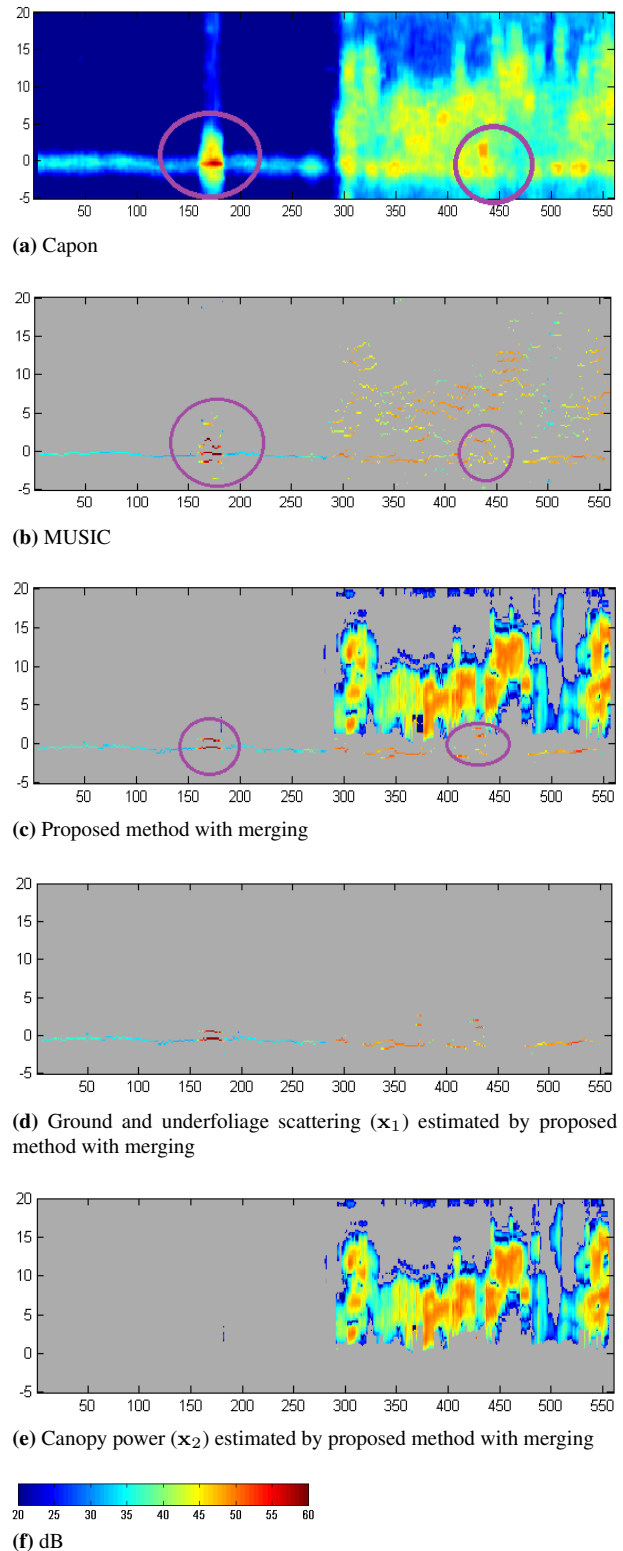 20
15
10
5
0
-5
50 100 150 200 250 300 350 400 450 500 550
(a) Capon
20
15
10
5
0
-5
50 100 150 200 250 300 350 400 450 500 550
(b) MUSIC
20
15
10
5
0
-5
50 100 150 200 250 300 350 400 450 500 550
(c) Proposed method with merging
20
15
10
5
0
-5
50 100 150 200 250 300 350 400 450 500 550
(d) Ground and underfoliage scattering (x₁) estimated by proposed
method with merging
20
15
10
5
0
-5
50 100 150 200 250 300 350 400 450 500 550
(e) Canopy power (x₂) estimated by proposed method with merging
20 25 30 35 40 45 50 55 60
(f) dB